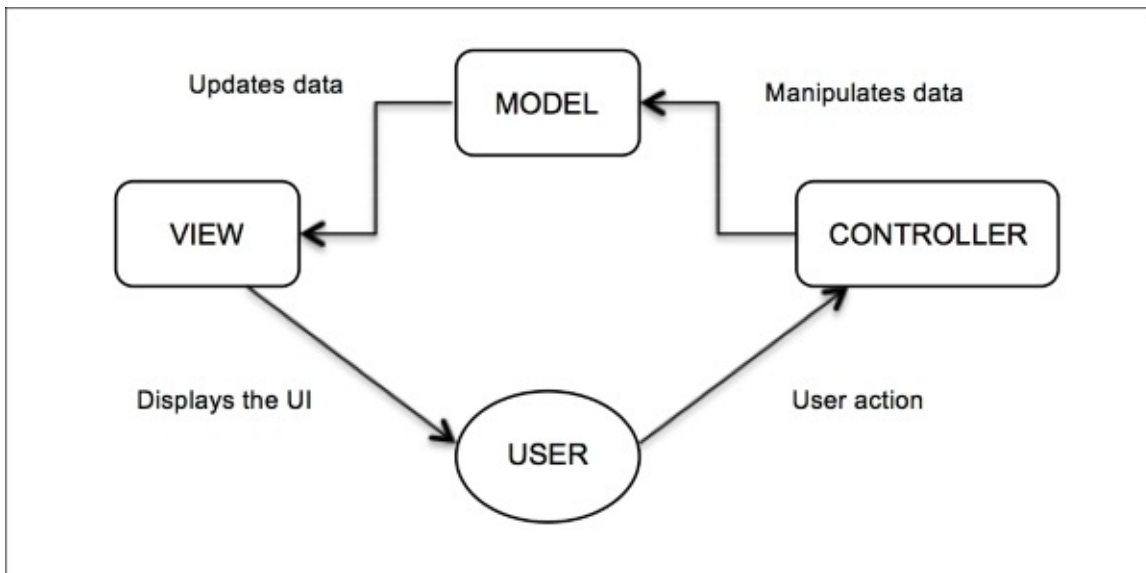 Updates data
MODEL
Manipulates data
VIEW
CONTROLLER
Displays the UI
User action
USER